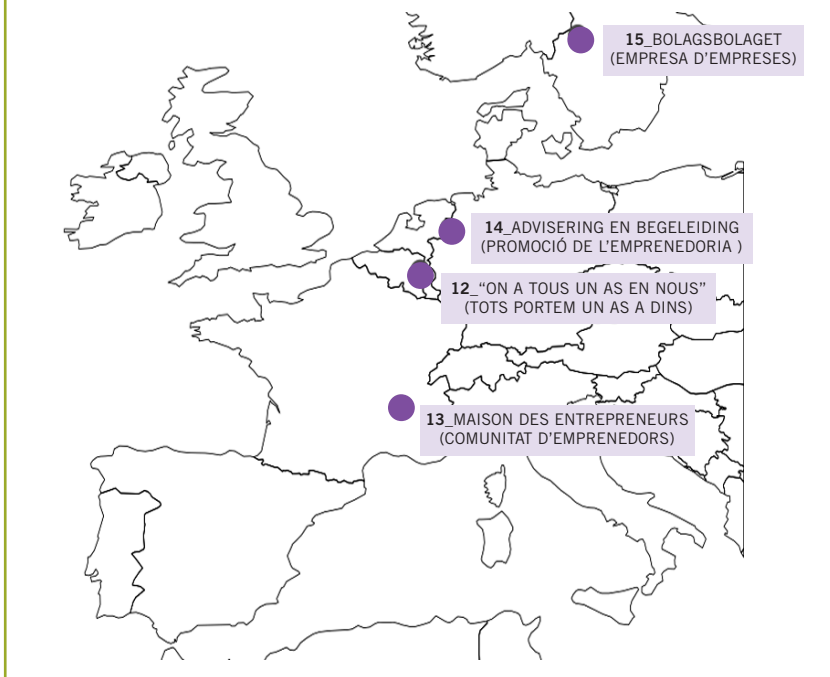 15_BOLAGSBOLAGET
(EMPRESA D'EMPRESES)
14_ADVISERING EN BEGELEIDING
(PROMOCIÓ DE L'EMPRENEDORIA )
12_“ON A TOUS UN AS EN NOUS”
(TOTS PORTEM UN AS A DINS)
13_MAISON DES ENTREPRENEURS
(COMUNITAT D'EMPRENEDORS)